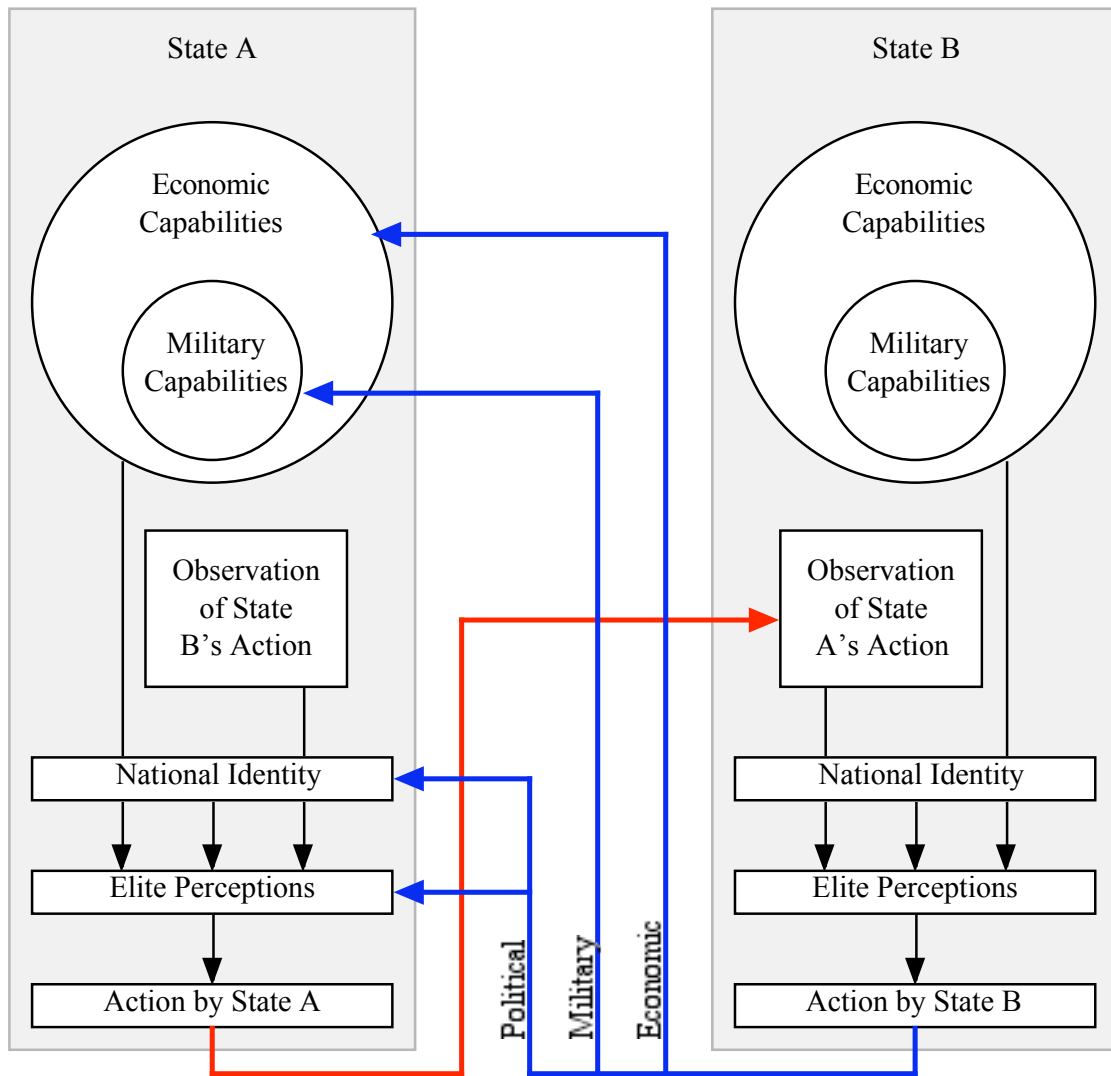 State A
Economic
Capabilities
Military
Capabilities
Observation
of State
B’s Action
National Identity
Elite Perceptions
Action by State A
Political
Military
Economic
State B
Economic
Capabilities
Military
Capabilities
Observation
of State
A’s Action
National Identity
Elite Perceptions
Action by State B